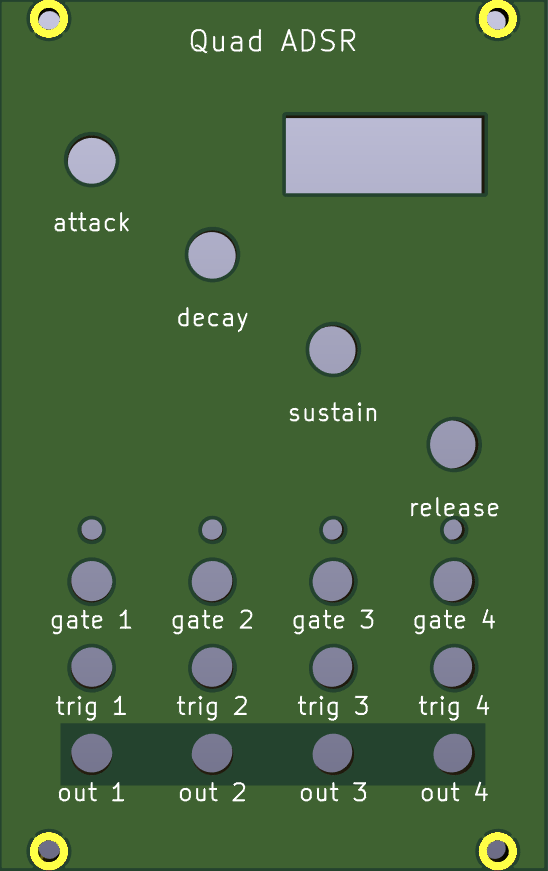 Quad ADSR
attack
decay
sustain
release
gate 1 gate 2 gate 3 gate 4
trig 1 trig 2 trig 3 trig 4
out 1 out 2 out 3 out 4